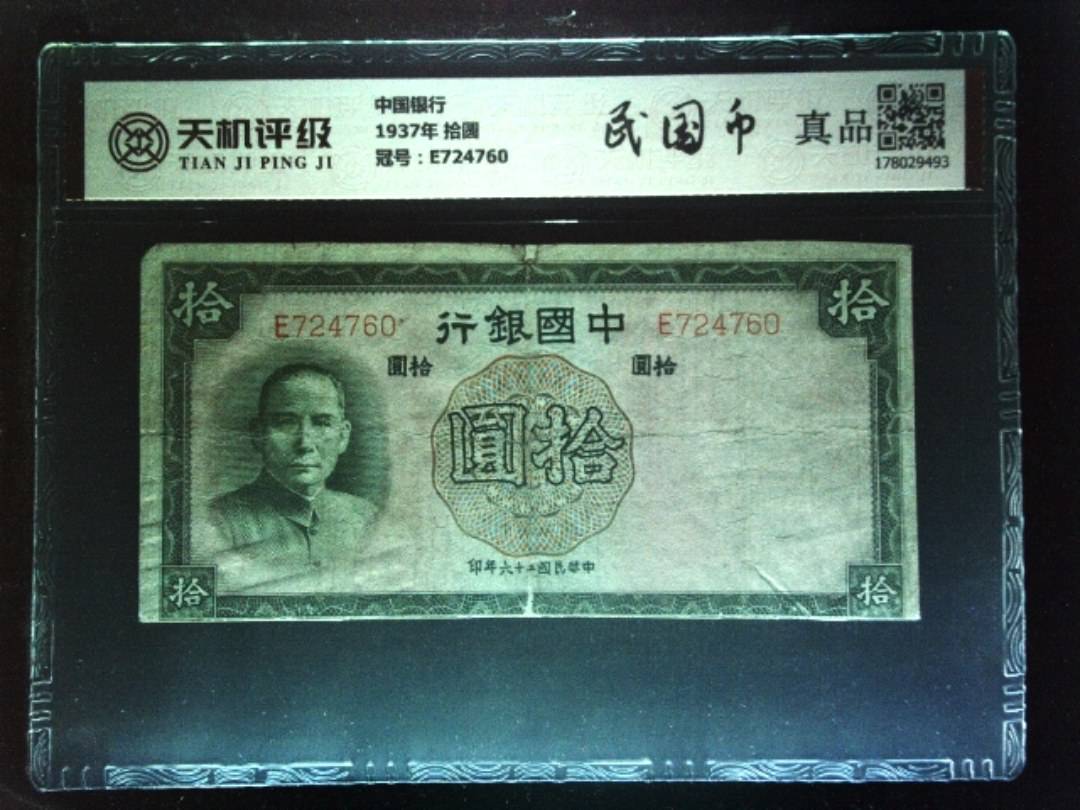 天机评级
TIAN JI PING JI
中国银行
1937年 拾圓
冠号：E724760
民国币
真品
178029493
拾
拾
E724760
行銀國中
E724760
圓拾
圓拾
圓拾
印年六十二國民華中
拾
拾